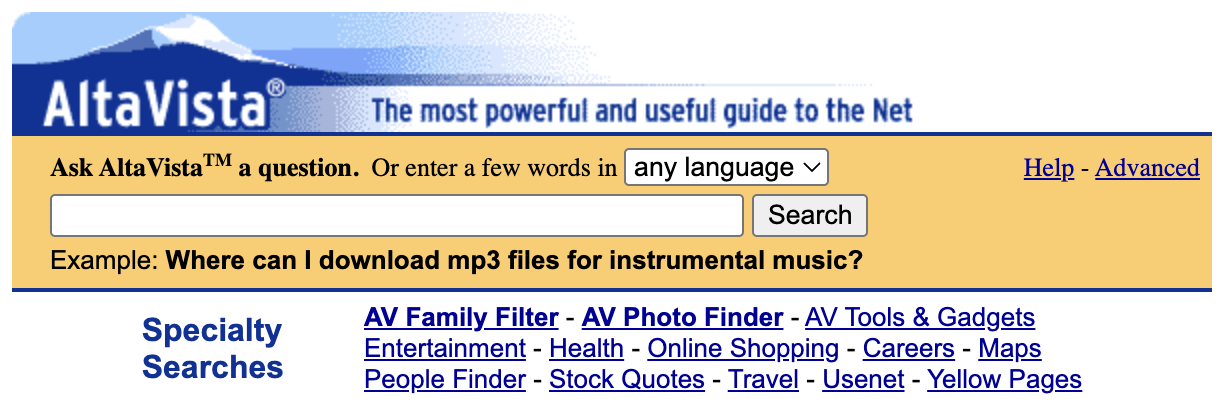 AltaVista® The most powerful and useful guide to the Net
Ask AltaVista™ a question. Or enter a few words in any language Help - Advanced
Search
Example: Where can I download mp3 files for instrumental music?
Specialty Searches
AV Family Filter - AV Photo Finder - AV Tools & Gadgets
Entertainment - Health - Online Shopping - Careers - Maps
People Finder - Stock Quotes - Travel - Usenet - Yellow Pages